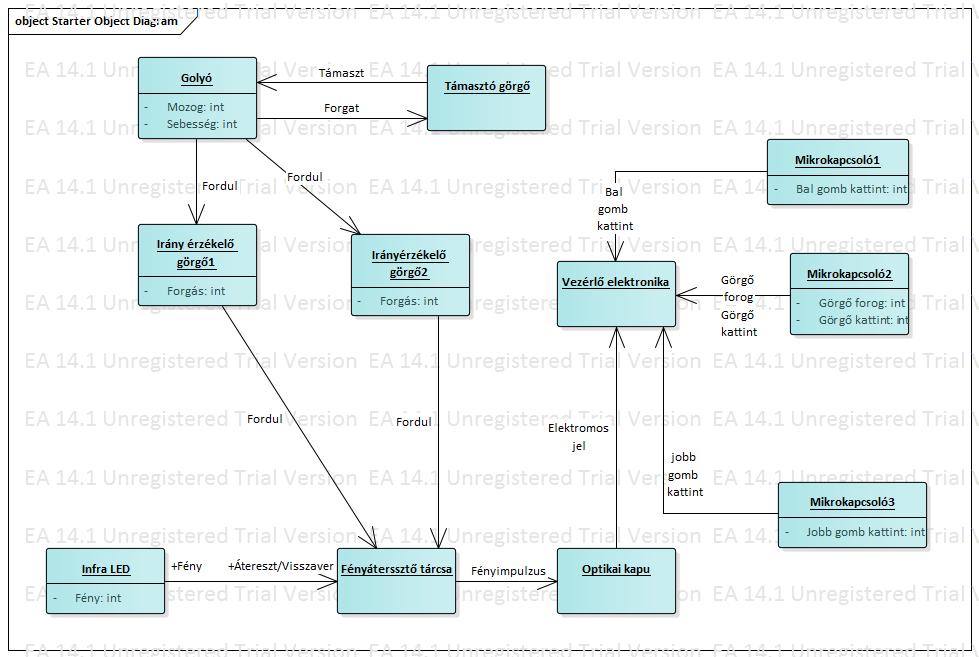 object Starter Object Diagram
EA 14.1 Unregistered Trial Version
Golyó
- Mozog: int
- Sebesség: int
Támaszt
Forgat
Támasztó görgő
Fordul
Fordul
Mikrokapcsoló1
- Bal gomb kattint: int
Bal
gomb
kattint
Irány érzékelő
görgő1
- Forgás: int
Irányérzékelő
görgő2
- Forgás: int
Vezérlő elektronika
Görgő
forog
Görgő
kattint
Mikrokapcsoló2
- Görgő forog: int
- Görgő kattint: int
Fordul
Fordul
Elektromos
jel
jobb
gomb
kattint
Mikrokapcsoló3
- Jobb gomb kattint: int
Infra LED
- Fény: int
+Fény
+Átereszt/Visszaver
Fényáterssztő tárcsa
Fényimpulzus
Optikai kapu